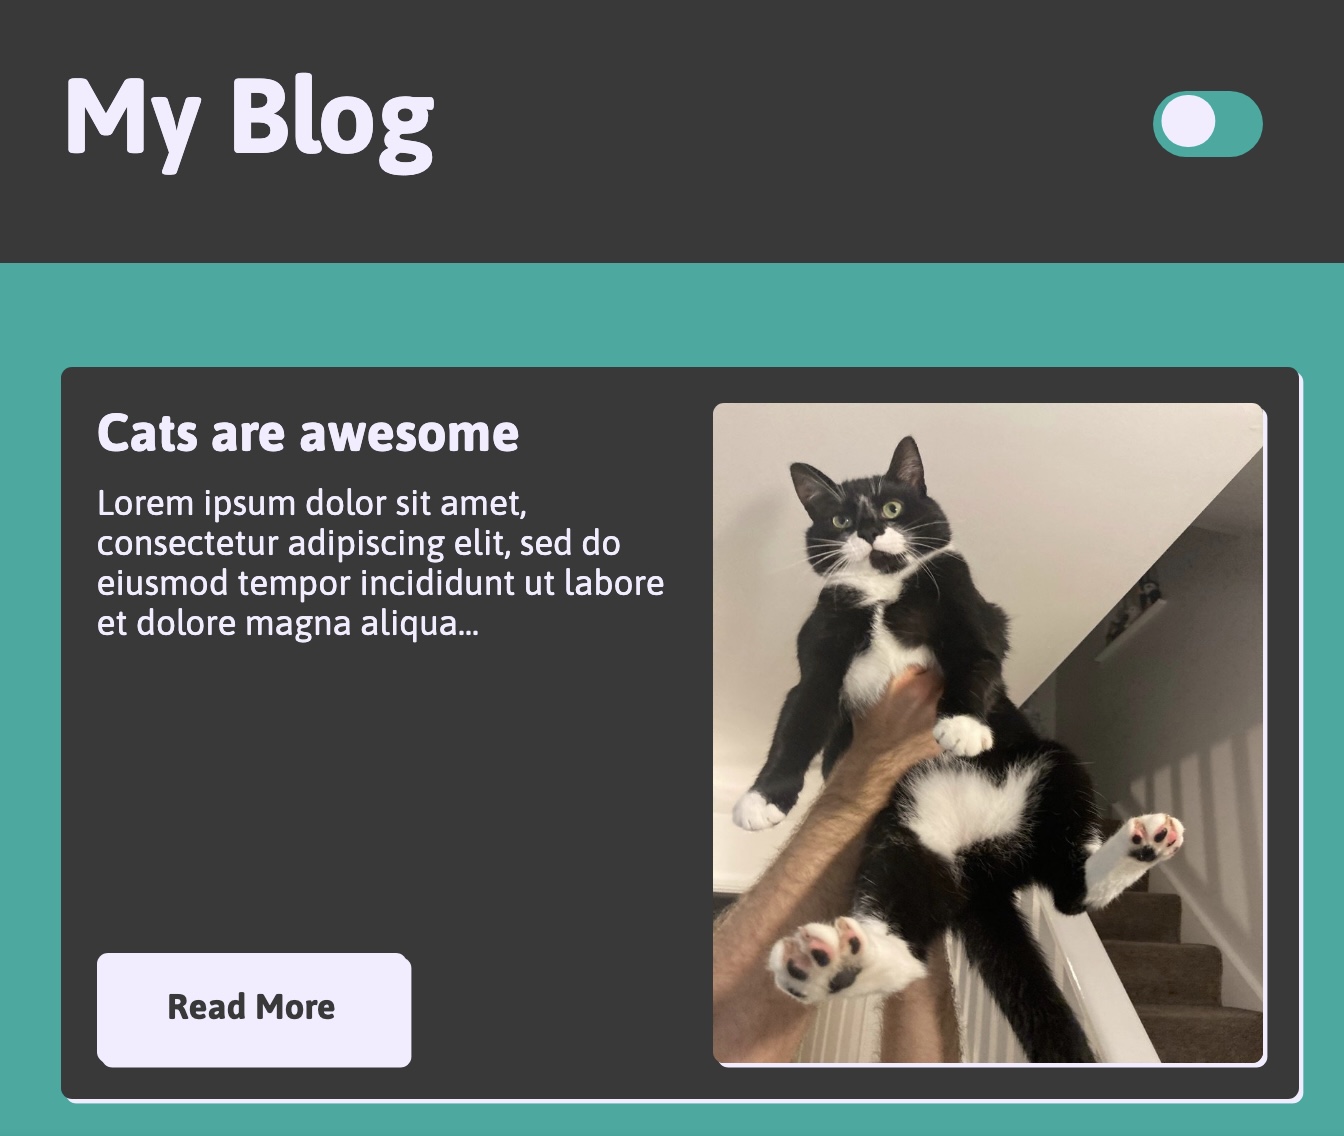 My Blog
Cats are awesome
Lorem ipsum dolor sit amet,
consectetur adipiscing elit, sed do
eiusmod tempor incididunt ut labore
et dolore magna aliqua...
Read More